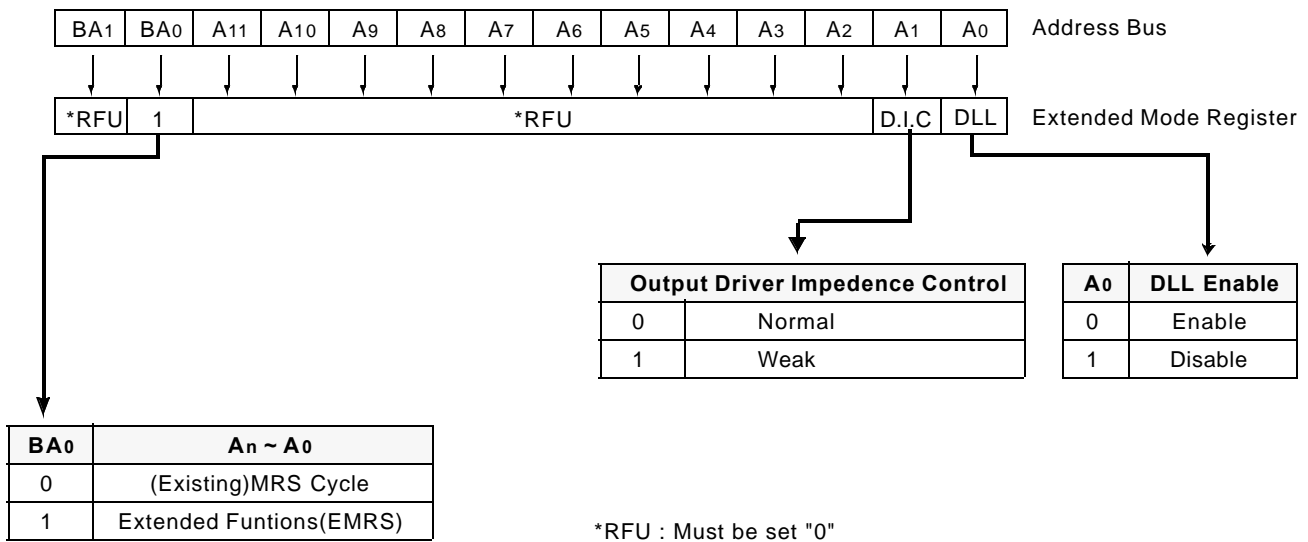 BA1 BA0 A11 A10 A9 A8 A7 A6 A5 A4 A3 A2 A1 A0 Address Bus
*RFU 1 *RFU D.I.C DLL Extended Mode Register
Output Driver Impedence Control
0 Normal
1 Weak
A0 DLL Enable
0 Enable
1 Disable
BA0 An ~ A0
0 (Existing)MRS Cycle
1 Extended Funtions(EMRS)
*RFU : Must be set "0"